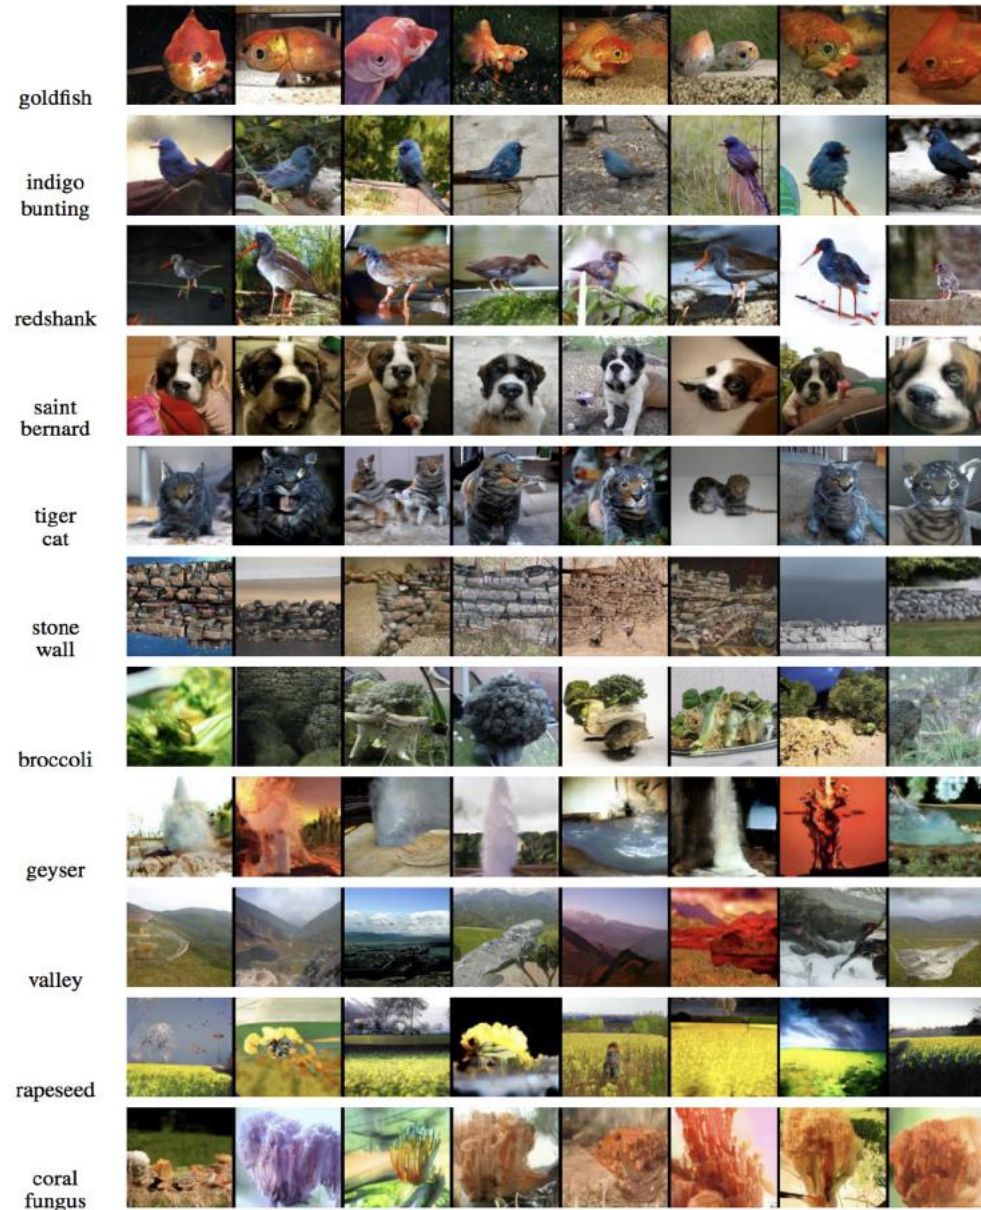 goldfish
indigo
bunting
redshank
saint
bernard
tiger
cat
stone
wall
broccoli
geyser
valley
rapeseed
coral
fungus